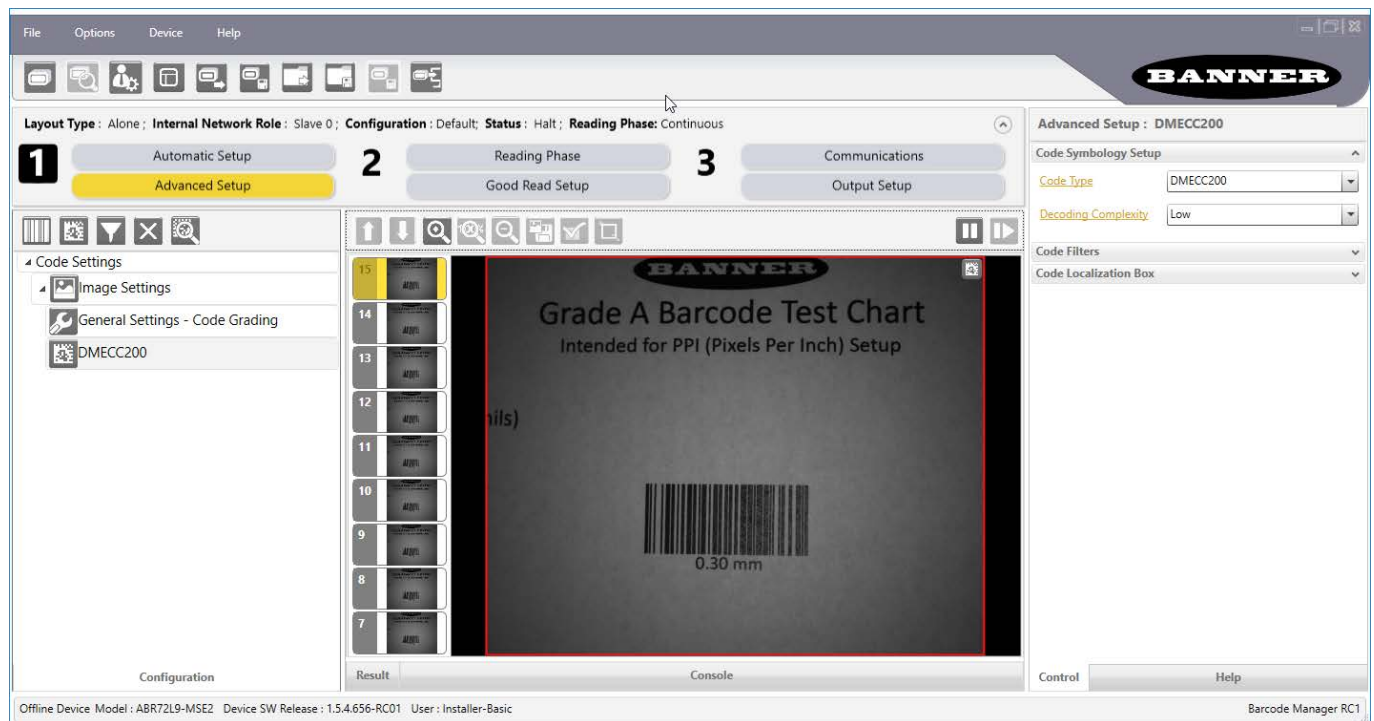 File Options Device Help
BANNER
Layout Type : Alone ; Internal Network Role : Slave 0 ; Configuration : Default; Status : Halt ; Reading Phase: Continuous
1 Automatic Setup 2 Reading Phase 3 Communications
Advanced Setup Good Read Setup Output Setup
Advanced Setup : DMECC200
Code Symbology Setup
Code Type DMECC200
Decoding Complexity Low
Code Filters
Code Localization Box
Code Settings
Image Settings
General Settings - Code Grading
DMECC200
15
14
13
12
11
10
9
8
7
BANNER
Grade A Barcode Test Chart
Intended for PPI (Pixels Per Inch) Setup
nils)
0.30 mm
Configuration Result Console Control Help
Offline Device Model : ABR72L9-MSE2 Device SW Release : 1.5.4.656-RC01 User : Installer-Basic Barcode Manager RC1